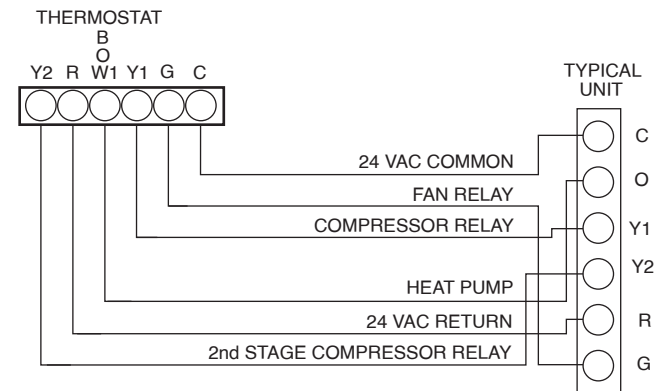 THERMOSTAT
B
O
Y2 R W1 Y1 G C
TYPICAL
UNIT
C
24 VAC COMMON
O
FAN RELAY
COMPRESSOR RELAY
Y1
Y2
HEAT PUMP
24 VAC RETURN
R
2nd STAGE COMPRESSOR RELAY
G